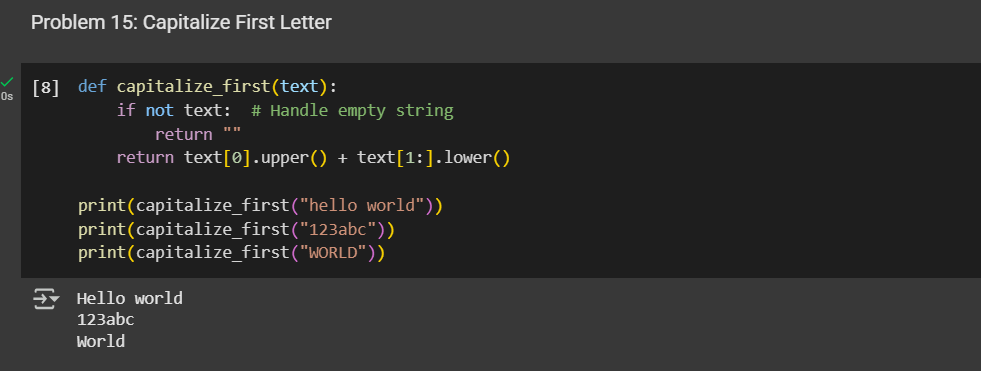 Problem 15: Capitalize First Letter
[8] def capitalize_first(text):
        if not text:  # Handle empty string
            return ""
        return text[0].upper() + text[1:].lower()
0s
print(capitalize_first("hello world"))
print(capitalize_first("123abc"))
print(capitalize_first("WORLD"))
Hello world
123abc
World